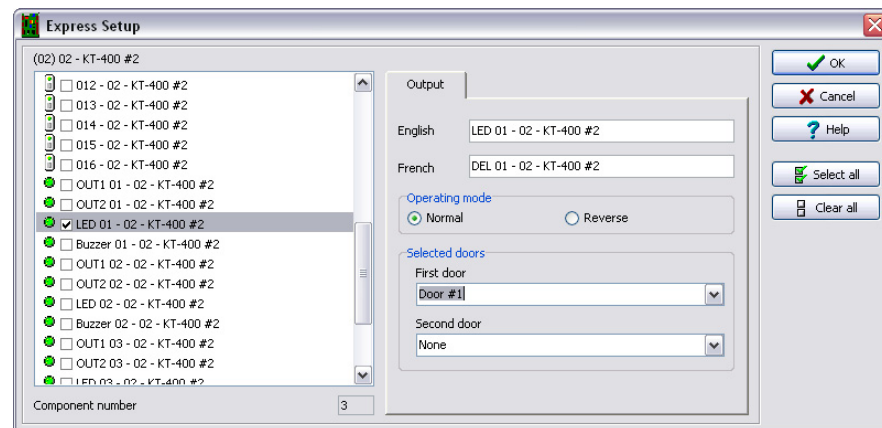 Express Setup
(02) 02 - KT-400 #2
012 - 02 - KT-400 #2
013 - 02 - KT-400 #2
014 - 02 - KT-400 #2
015 - 02 - KT-400 #2
016 - 02 - KT-400 #2
OUT1 01 - 02 - KT-400 #2
OUT2 01 - 02 - KT-400 #2
LED 01 - 02 - KT-400 #2
Buzzer 01 - 02 - KT-400 #2
OUT1 02 - 02 - KT-400 #2
OUT2 02 - 02 - KT-400 #2
LED 02 - 02 - KT-400 #2
Buzzer 02 - 02 - KT-400 #2
OUT1 03 - 02 - KT-400 #2
OUT2 03 - 02 - KT-400 #2
LED 03 - 02 - KT-400 #2
Component number 3
Output
English LED 01 - 02 - KT-400 #2
French DEL 01 - 02 - KT-400 #2
Operating mode
Normal Reverse
Selected doors
First door
Door #1
Second door
None
OK
Cancel
Help
Select all
Clear all